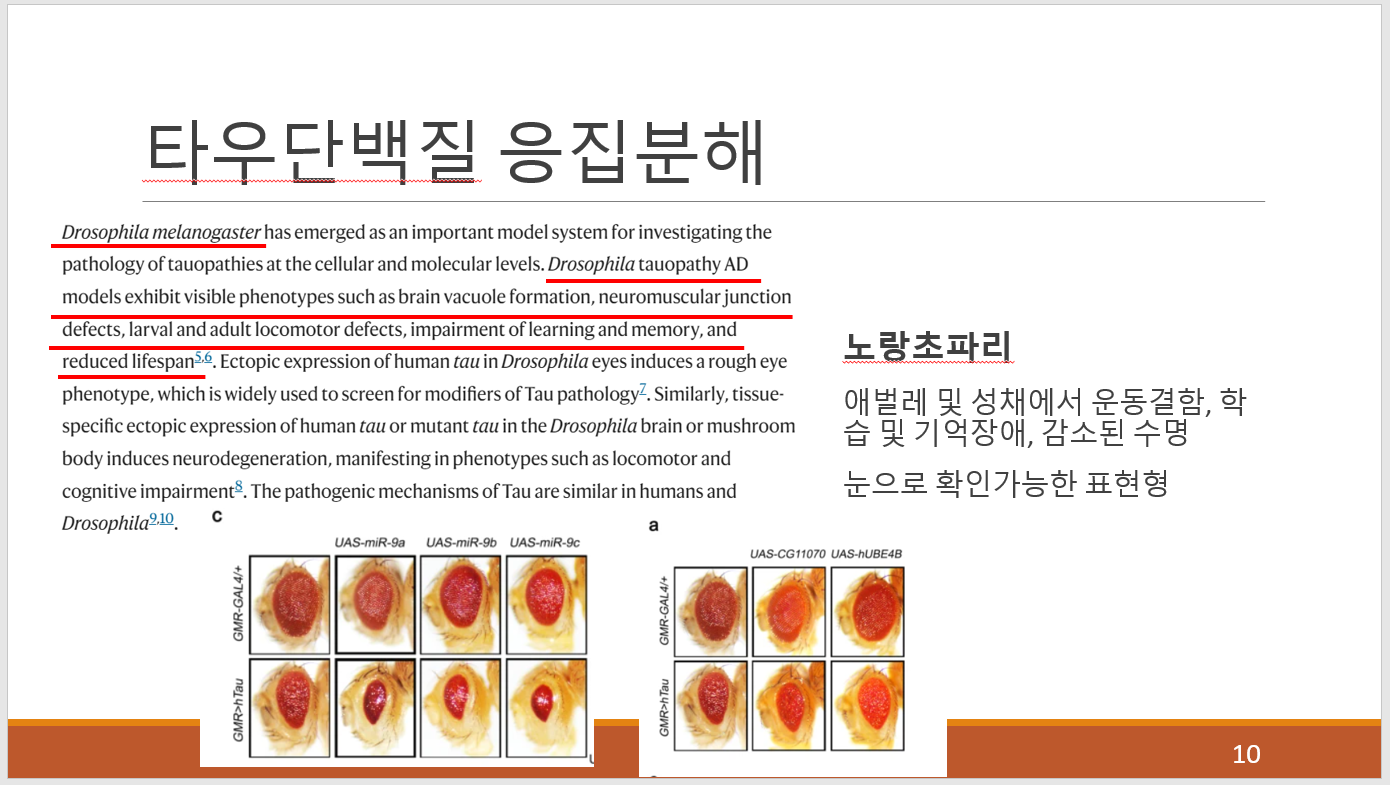 타우단백질 응집분해
Drosophila melanogaster has emerged as an important model system for investigating the
pathology of tauopathies at the cellular and molecular levels. Drosophila tauopathy AD
models exhibit visible phenotypes such as brain vacuole formation, neuromuscular junction
defects, larval and adult locomotor defects, impairment of learning and memory, and
reduced lifespan5,6. Ectopic expression of human tau in Drosophila eyes induces a rough eye
phenotype, which is widely used to screen for modifiers of Tau pathology7. Similarly, tissue-
specific ectopic expression of human tau or mutant tau in the Drosophila brain or mushroom
body induces neurodegeneration, manifesting in phenotypes such as locomotor and
cognitive impairment8. The pathogenic mechanisms of Tau are similar in humans and
Drosophila9,10.
노랑초파리
애벌레 및 성채에서 운동결함, 학
습 및 기억장애, 감소된 수명
눈으로 확인가능한 표현형
c
UAS-miR-9a UAS-miR-9b UAS-miR-9c
GMR-GAL4/+
GMR>hTau
a
UAS-CG11070 UAS-hUBE4B
GMR-GAL4/+
GMR>hTau
10